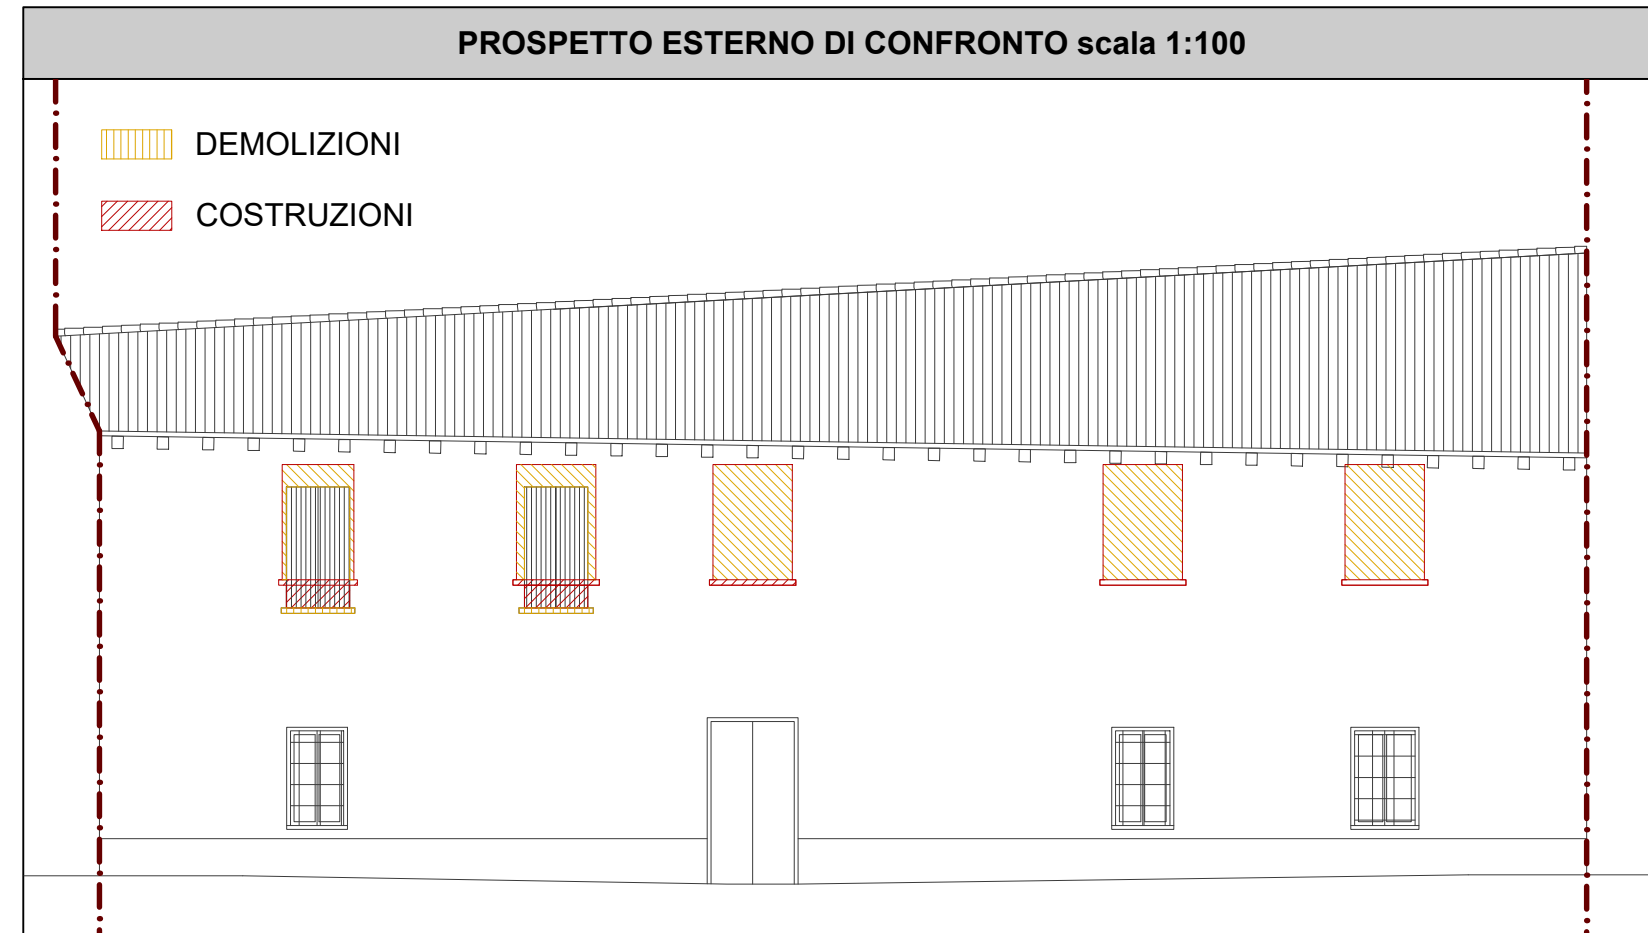 PROSPETTO ESTERNO DI CONFRONTO scala 1:100
DEMOLIZIONI
COSTRUZIONI